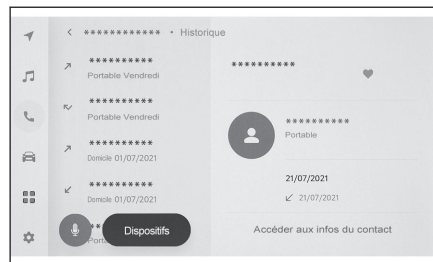 ************ • Historique
**********
Portable Vendredi
**********
Portable Vendredi
**********
Domicile 01/07/2021
**********
Domicile 01/07/2021
**
Porta
Dispositifs
**********
**********
Portable
21/07/2021
21/07/2021
Accéder aux infos du contact